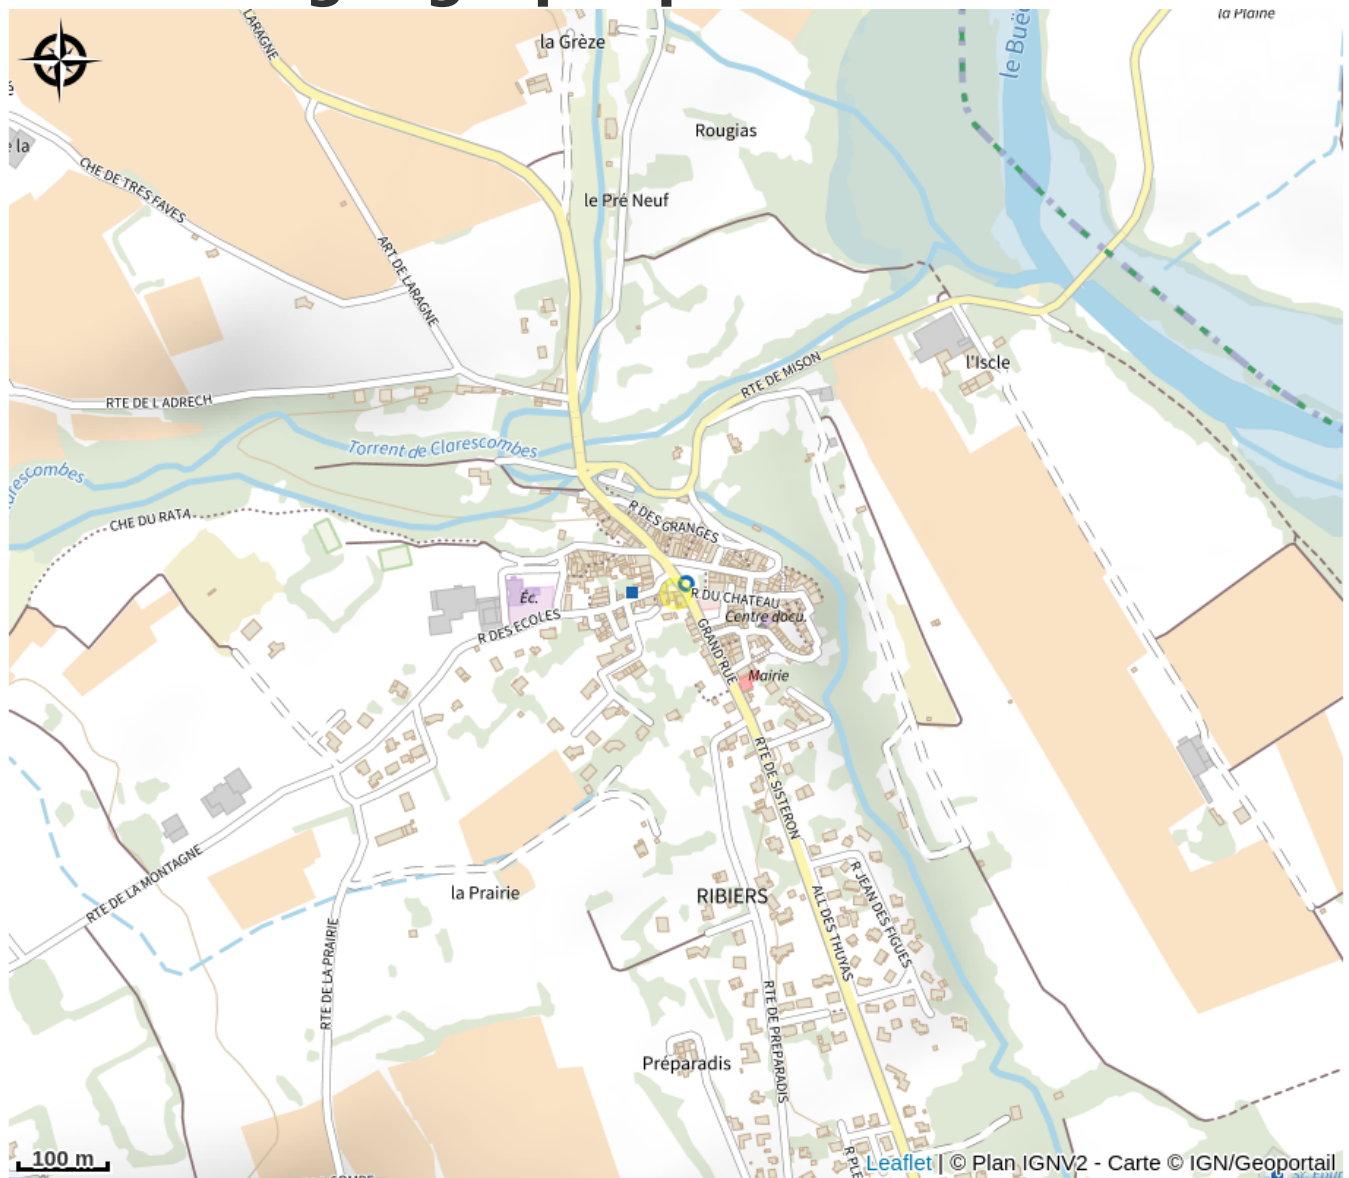 la Plaine
LARAGNE
la Grèze
le Buëc
Rougias
e la
CHE DE TRES FAVES
le Pré Neuf
ART DE LARAGNE
l'Iscle
RTE DE MISON
RTE DE L ADRECH
Torrent de Clarescombes
arescombes
CHE DU RATA
R DES GRANGES
Éc.
R DU CHATEAU
Centre docu.
R DES ECOLES
GRAND'RUE
Mairie
RTE DE SISTERON
RTE DE LA MONTAGNE
la Prairie
RIBIERS
R JEAN DES FIGUES
ALL DES THUYAS
RTE DE LA PRAIRIE
RTE DE PREPARADIS
Préparadis
R PLE
100 m
Leaflet | © Plan IGNV2 - Carte © IGN/Geoportail